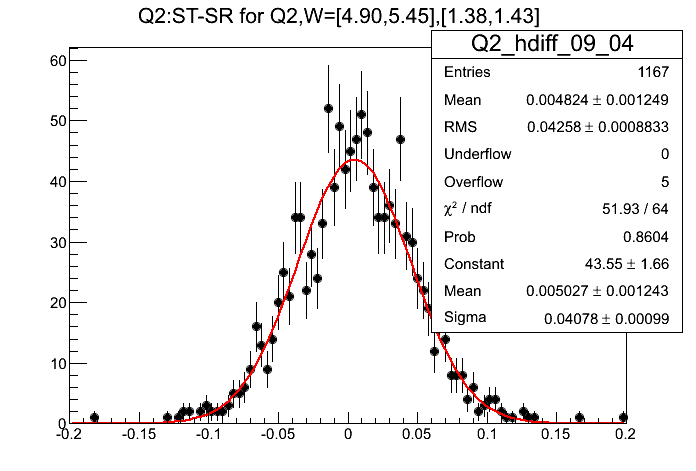 Q2:ST-SR for Q2,W=[4.90,5.45],[1.38,1.43]
Q2_hdiff_09_04
Entries 1167
Mean 0.004824 ± 0.001249
RMS 0.04258 ± 0.0008833
Underflow 0
Overflow 5
χ² / ndf 51.93 / 64
Prob 0.8604
Constant 43.55 ± 1.66
Mean 0.005027 ± 0.001243
Sigma 0.04078 ± 0.00099
60
50
40
30
20
10
0
-0.2 -0.15 -0.1 -0.05 0 0.05 0.1 0.15 0.2